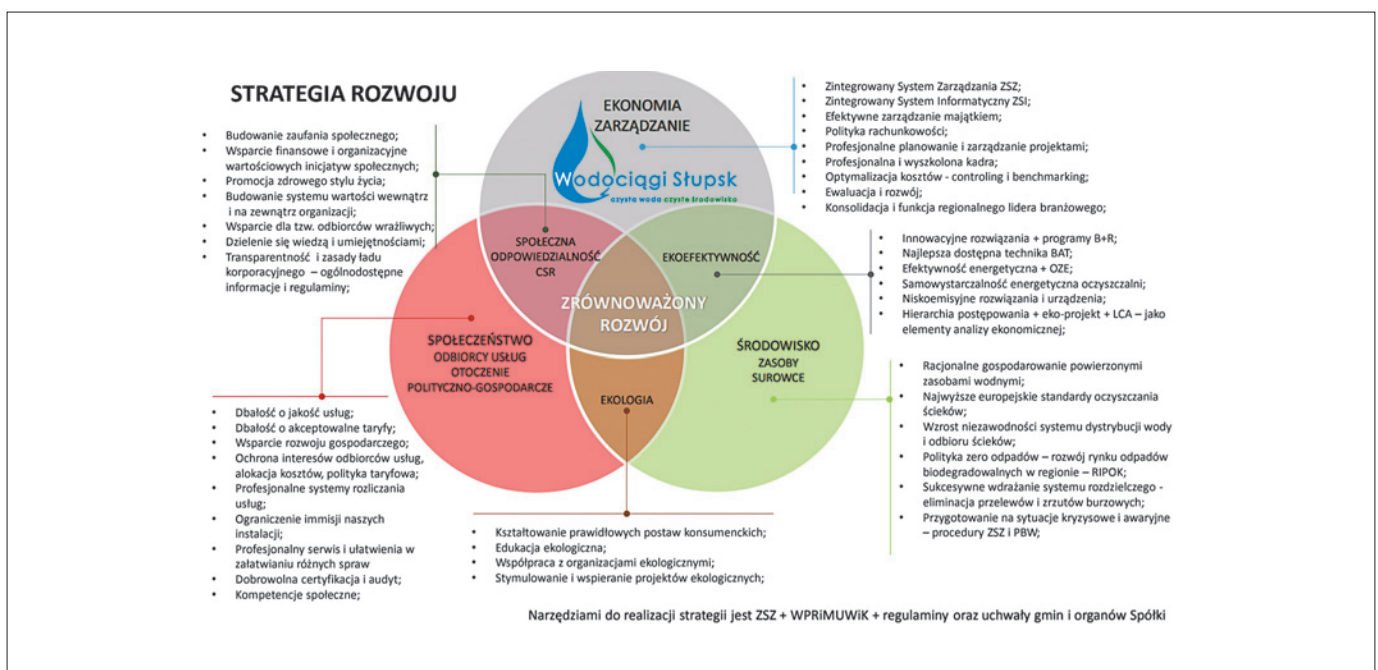 STRATEGIA ROZWOJU
• Budowanie zaufania społecznego;
• Wsparcie finansowe i organizacyjne
wartościowych inicjatyw społecznych;
• Promocja zdrowego stylu życia;
• Budowanie systemu wartości wewnątrz
i na zewnątrz organizacji;
• Wsparcie dla tzw. odbiorców wrażliwych;
• Dzielenie się wiedzą i umiejętnościami;
• Transparentność i zasady ładu
korporacyjnego – ogólnodostępne
informacje i regulaminy;
EKONOMIA
ZARZĄDZANIE
Wodociągi Słupsk
czysta woda czyste środowisko
• Zintegrowany System Zarządzania ZSZ;
• Zintegrowany System Informatyczny ZSI;
• Efektywne zarządzanie majątkiem;
• Polityka rachunkowości;
• Profesjonalne planowanie i zarządzanie projektami;
• Profesjonalna i wyszkolona kadra;
• Optymalizacja kosztów - controling i benchmarking;
• Ewaluacja i rozwój;
• Konsolidacja i funkcja regionalnego lidera branżowego;
SPOŁECZNA
ODPOWIEDZIALNOŚĆ
CSR
EKOEFEKTYWNOŚĆ
• Innowacyjne rozwiązania + programy B+R;
• Najlepsza dostępna technika BAT;
• Efektywność energetyczna + OZE;
• Samowystarczalność energetyczna oczyszczalni;
• Niskoemisyjne rozwiązania i urządzenia;
• Hierarchia postępowania + eko-projekt + LCA – jako
elementy analizy ekonomicznej;
ZRÓWNOWAŻONY
ROZWÓJ
SPOŁECZEŃSTWO
ODBIORCY USŁUG
OTOCZENIE
POLITYCZNO-GOSPODARCZE
ŚRODOWISKO
ZASOBY
SUROWCE
EKOLOGIA
• Dbałość o jakość usług;
• Dbałość o akceptowalne taryfy;
• Wsparcie rozwoju gospodarczego;
• Ochrona interesów odbiorców usług,
alokacja kosztów, polityka taryfowa;
• Profesjonalne systemy rozliczania
usług;
• Ograniczenie immisji naszych
instalacji;
• Profesjonalny serwis i ułatwienia w
załatwianiu różnych spraw
• Dobrowolna certyfikacja i audyt;
• Kompetencje społeczne;
• Kształtowanie prawidłowych postaw konsumenckich;
• Edukacja ekologiczna;
• Współpraca z organizacjami ekologicznymi;
• Stymulowanie i wspieranie projektów ekologicznych;
• Racjonalne gospodarowanie powierzonymi
zasobami wodnymi;
• Najwyższe europejskie standardy oczyszczania
ścieków;
• Wzrost niezawodności systemu dystrybucji wody
i odbioru ścieków;
• Polityka zero odpadów – rozwój rynku odpadów
biodegradowalnych w regionie – RIPOK;
• Sukcesywne wdrażanie systemu rozdzielczego -
eliminacja przelewów i zrzutów burzowych;
• Przygotowanie na sytuacje kryzysowe i awaryjne
– procedury ZSZ i PBW;
Narzędziami do realizacji strategii jest ZSZ + WPRiMUWiK + regulaminy oraz uchwały gmin i organów Spółki